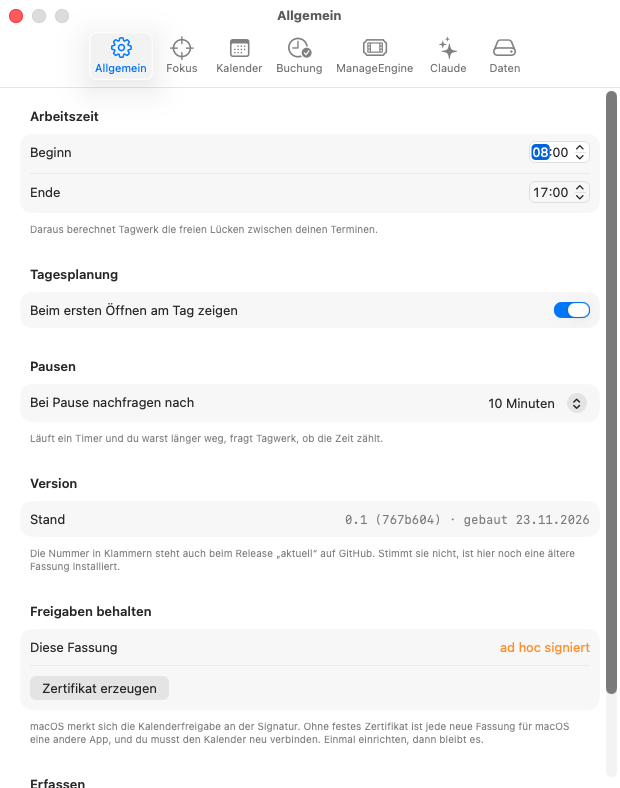 Allgemein
Allgemein
Fokus
Kalender
Buchung
ManageEngine
Claude
Daten
Arbeitszeit
Beginn 08:00
Ende 17:00
Daraus berechnet Tagwerk die freien Lücken zwischen deinen Terminen.
Tagesplanung
Beim ersten Öffnen am Tag zeigen
Pausen
Bei Pause nachfragen nach 10 Minuten
Läuft ein Timer und du warst länger weg, fragt Tagwerk, ob die Zeit zählt.
Version
Stand 0.1 (767b604) · gebaut 23.11.2026
Die Nummer in Klammern steht auch beim Release „aktuell“ auf GitHub. Stimmt sie nicht, ist hier noch eine ältere
Fassung installiert.
Freigaben behalten
Diese Fassung ad hoc signiert
Zertifikat erzeugen
macOS merkt sich die Kalenderfreigabe an der Signatur. Ohne festes Zertifikat ist jede neue Fassung für macOS
eine andere App, und du musst den Kalender neu verbinden. Einmal einrichten, dann bleibt es.
Erfassen